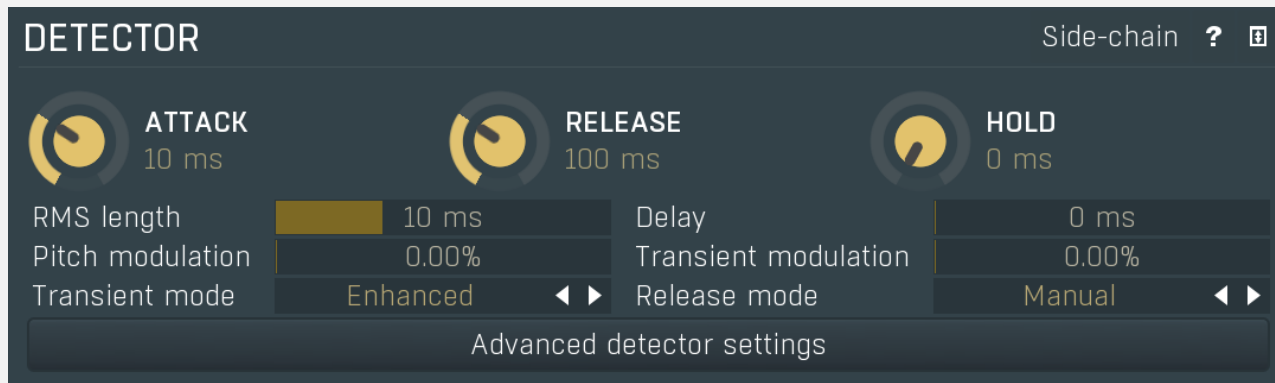 DETECTOR Side-chain ?
ATTACK RELEASE HOLD
10 ms 100 ms 0 ms
RMS length 10 ms Delay 0 ms
Pitch modulation 0.00% Transient modulation 0.00%
Transient mode Enhanced Release mode Manual
Advanced detector settings